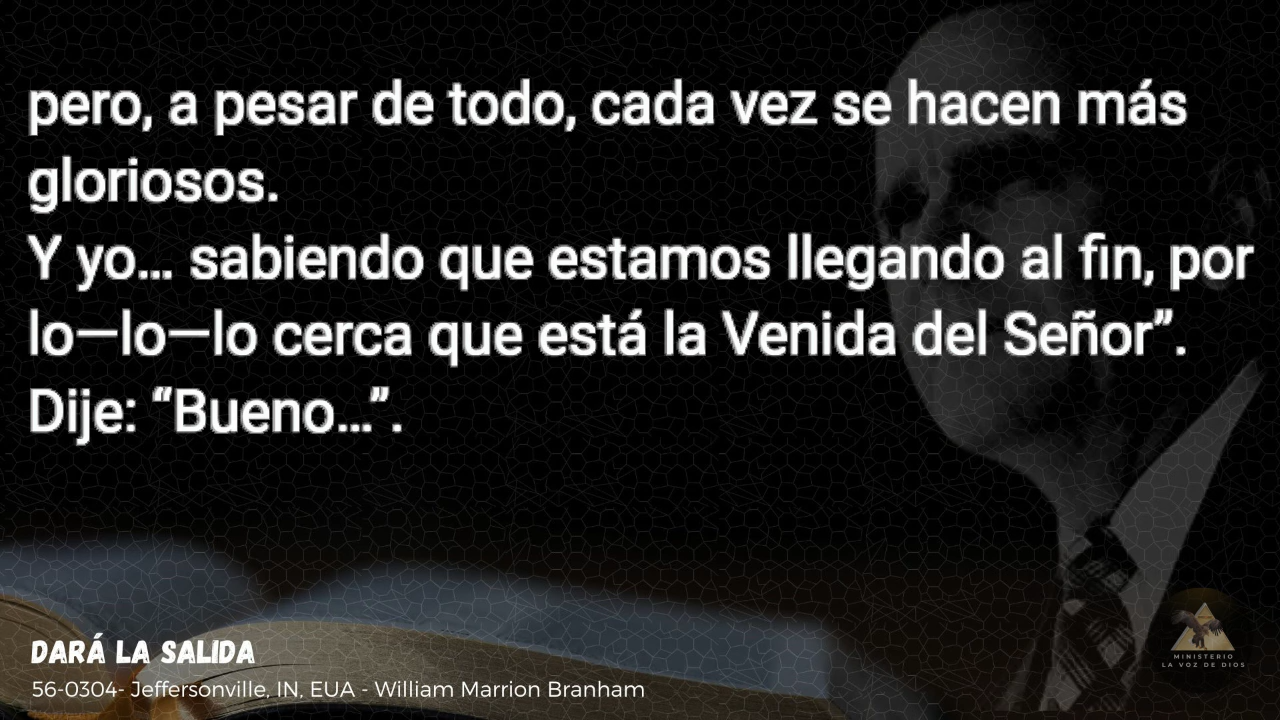 pero, a pesar de todo, cada vez se hacen más
gloriosos.
Y yo… sabiendo que estamos llegando al fin, por
lo—lo—lo cerca que está la Venida del Señor”.
Dije: “Bueno…”.
DARÁ LA SALIDA
56-0304- Jeffersonville, IN, EUA - William Marrion Branham
MINISTERIO
LA VOZ DE DIOS